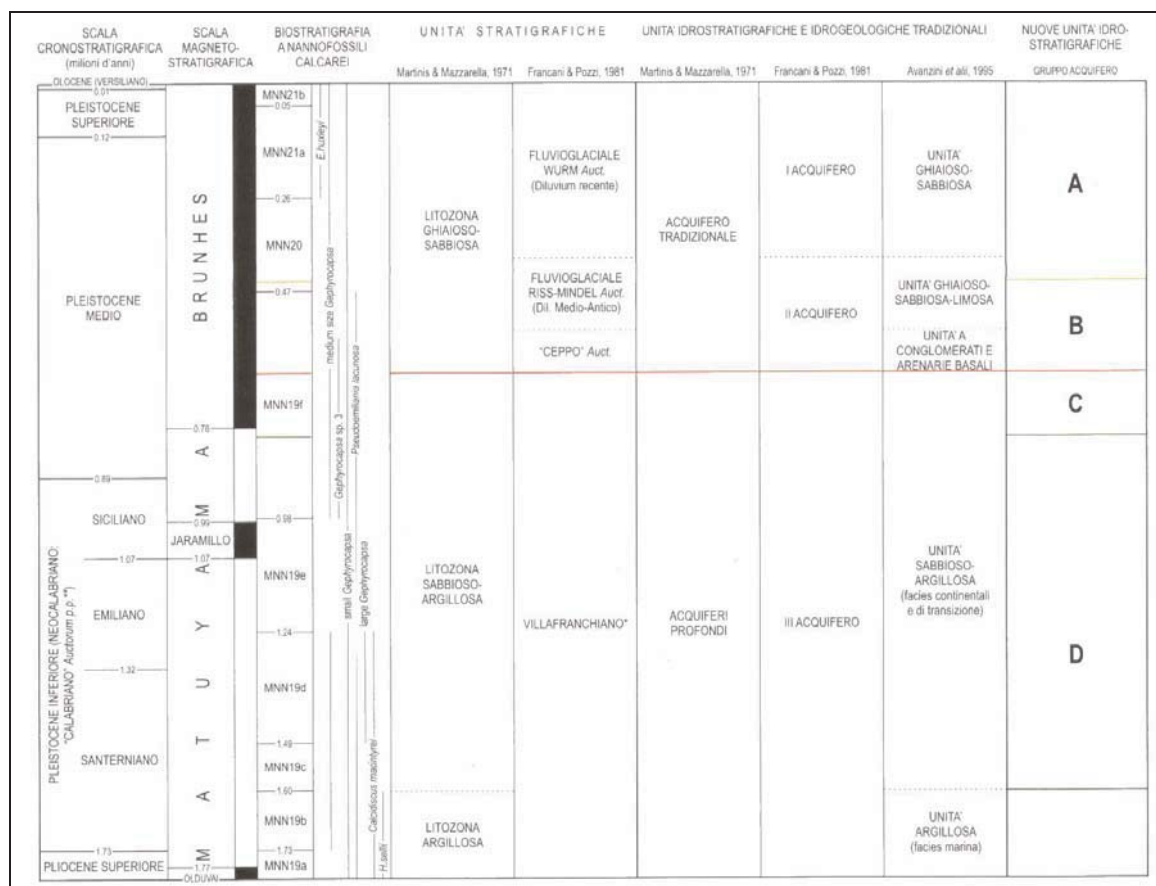 SCALA
CRONOSTRATIGRAFICA
(milioni d'anni)
SCALA
MAGNETO-
STRATIGRAFICA
BIOSTRATIGRAFIA
A NANNOFOSSILI
CALCAREI
UNITA' STRATIGRAFICHE
Martinis & Mazzarella, 1971
Francani & Pozzi, 1981
UNITA' IDROSTRATIGRAFICHE E IDROGEOLOGICHE TRADIZIONALI
Martinis & Mazzarella, 1971
Francani & Pozzi, 1981
Avanzini et alii, 1995
NUOVE UNITA' IDRO-
STRATIGRAFICHE
GRUPPO ACQUIFERO
OLOCENE (VERSILIANO)
0.01
PLEISTOCENE
SUPERIORE
0.12
PLEISTOCENE
MEDIO
0.89
PLEISTOCENE INFERIORE (NEOCALABRIANO:
"CALABRIANO" Auctorum p.p. **)
SICILIANO
1.07
EMILIANO
1.32
SANTERNIANO
1.73
PLIOCENE SUPERIORE
BRUNHES
0.78
MATUYAMA
0.99
JARAMILLO
1.07
1.77
OLDUVAI
MNN21b
0.05
MNN21a
0.26
MNN20
0.47
MNN19f
0.98
MNN19e
1.24
MNN19d
1.49
MNN19c
1.60
MNN19b
1.73
MNN19a
E.huxleyi
medium size Gephyrocapsa
Gephyrocapsa sp. 3
Pseudoemiliania lacunosa
small Gephyrocapsa
large Gephyrocapsa
Calcidiscus macintyrei
H.sellii
LITOZONA
GHIAIOSO-
SABBIOSA
LITOZONA
SABBIOSO-
ARGILLOSA
LITOZONA
ARGILLOSA
FLUVIOGLACIALE
WURM Auct.
(Diluvium recente)
FLUVIOGLACIALE
RISS-MINDEL Auct.
(Dil. Medio-Antico)
"CEPPO" Auct.
VILLAFRANCHIANO*
ACQUIFERO
TRADIZIONALE
ACQUIFERI
PROFONDI
I ACQUIFERO
II ACQUIFERO
III ACQUIFERO
UNITA'
GHIAIOSO-
SABBIOSA
UNITA' GHIAIOSO-
SABBIOSA-LIMOSA
UNITA' A
CONGLOMERATI E
ARENARIE BASALI
UNITA'
SABBIOSO-
ARGILLOSA
(facies continentali
e di transizione)
UNITA'
ARGILLOSA
(facies marina)
A
B
C
D